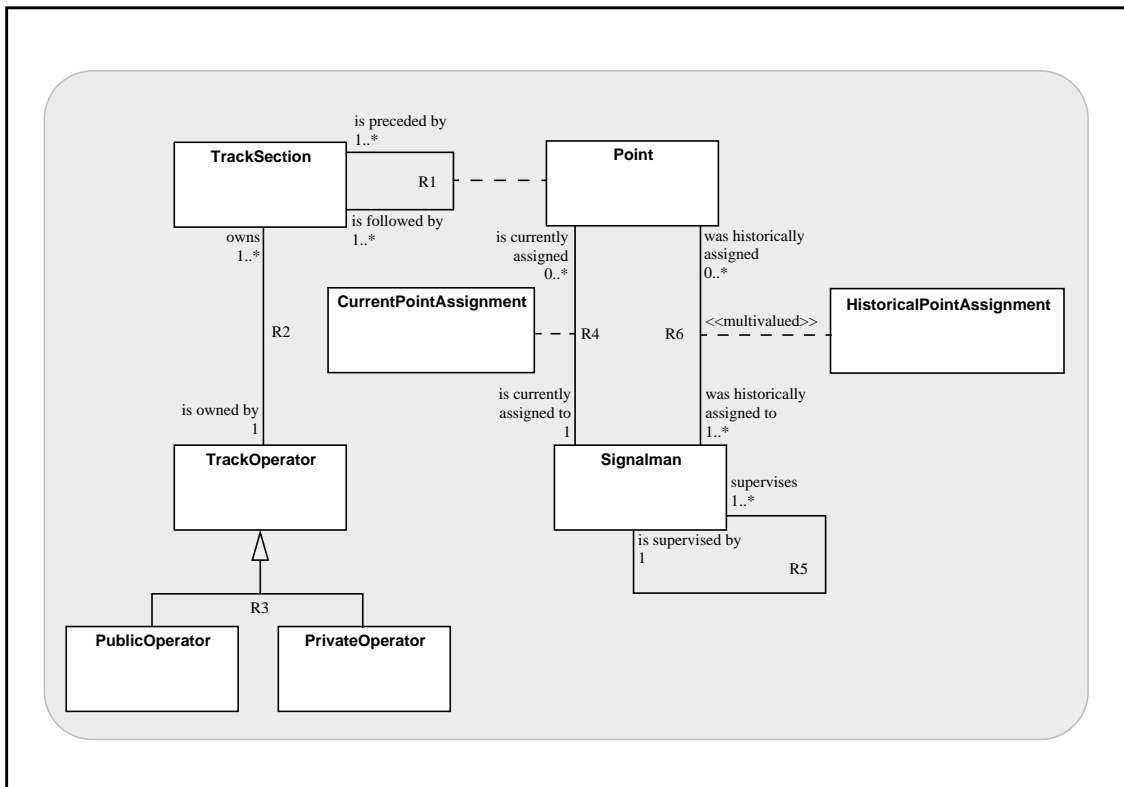 is preceded by
1..*
TrackSection
R1
is followed by
1..*
Point
owns
1..*
is currently
assigned
0..*
was historically
assigned
0..*
CurrentPointAssignment
R4
R6
<<multivalued>>
HistoricalPointAssignment
R2
is owned by
1
is currently
assigned to
1
was historically
assigned to
1..*
TrackOperator
Signalman
supervises
1..*
is supervised by
1
R5
R3
PublicOperator
PrivateOperator